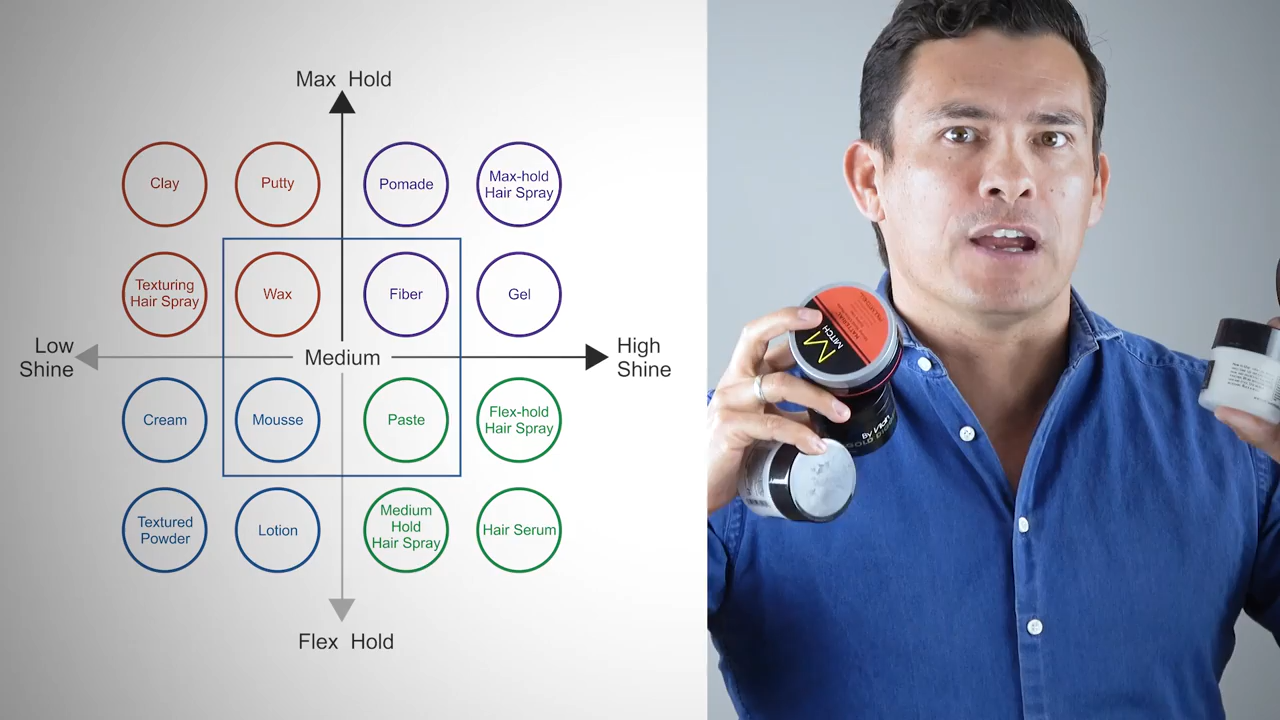 Max Hold
Clay
Putty
Pomade
Max-hold
Hair Spray
Texturing
Hair Spray
Wax
Fiber
Gel
Low
Shine
Medium
High
Shine
Cream
Mousse
Paste
Flex-hold
Hair Spray
Textured
Powder
Lotion
Medium
Hold
Hair Spray
Hair Serum
Flex Hold
M
MITCH
By